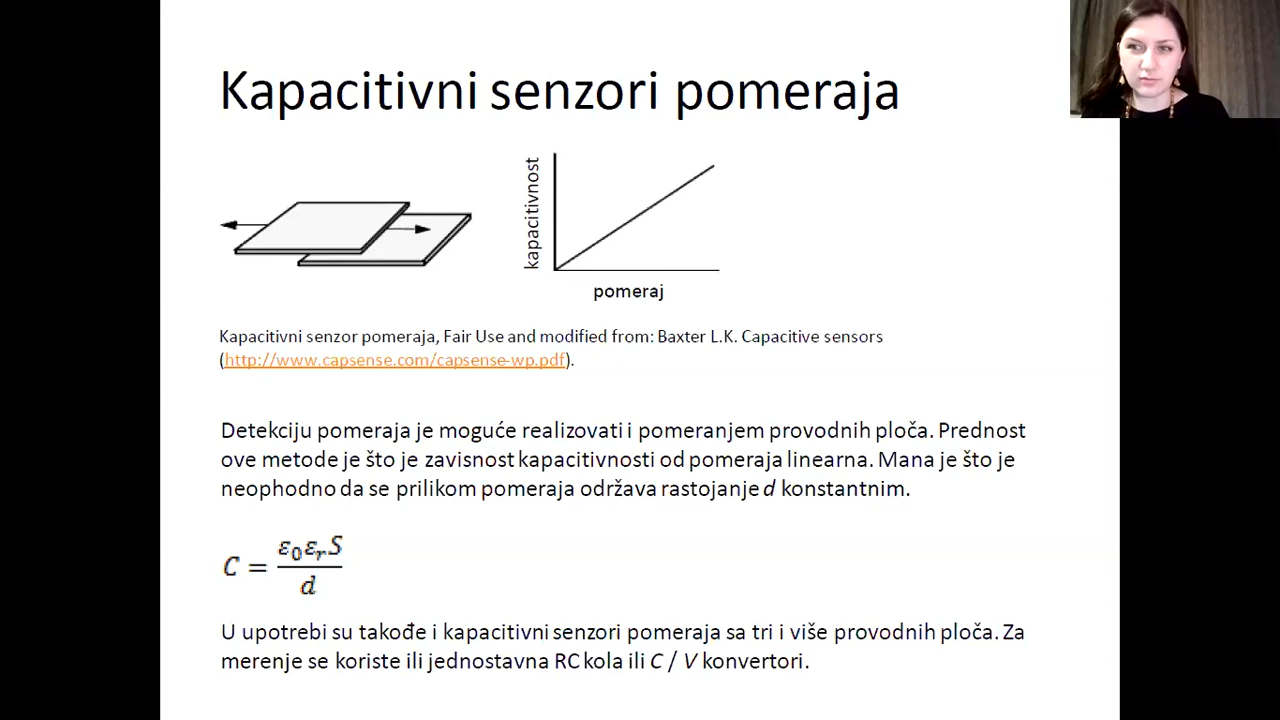 Kapacitivni senzori pomeraja
kapacitivnost
pomeraj
Kapacitivni senzor pomeraja, Fair Use and modified from: Baxter L.K. Capacitive sensors
(http://www.capsense.com/capsense-wp.pdf).
Detekciju pomeraja je moguće realizovati i pomeranjem provodnih ploča. Prednost
ove metode je što je zavisnost kapacitivnosti od pomeraja linearna. Mana je što je
neophodno da se prilikom pomeraja održava rastojanje d konstantnim.
C = ε₀εᵣS / d
U upotrebi su takođe i kapacitivni senzori pomeraja sa tri i više provodnih ploča. Za
merenje se koriste ili jednostavna RC kola ili C / V konvertori.